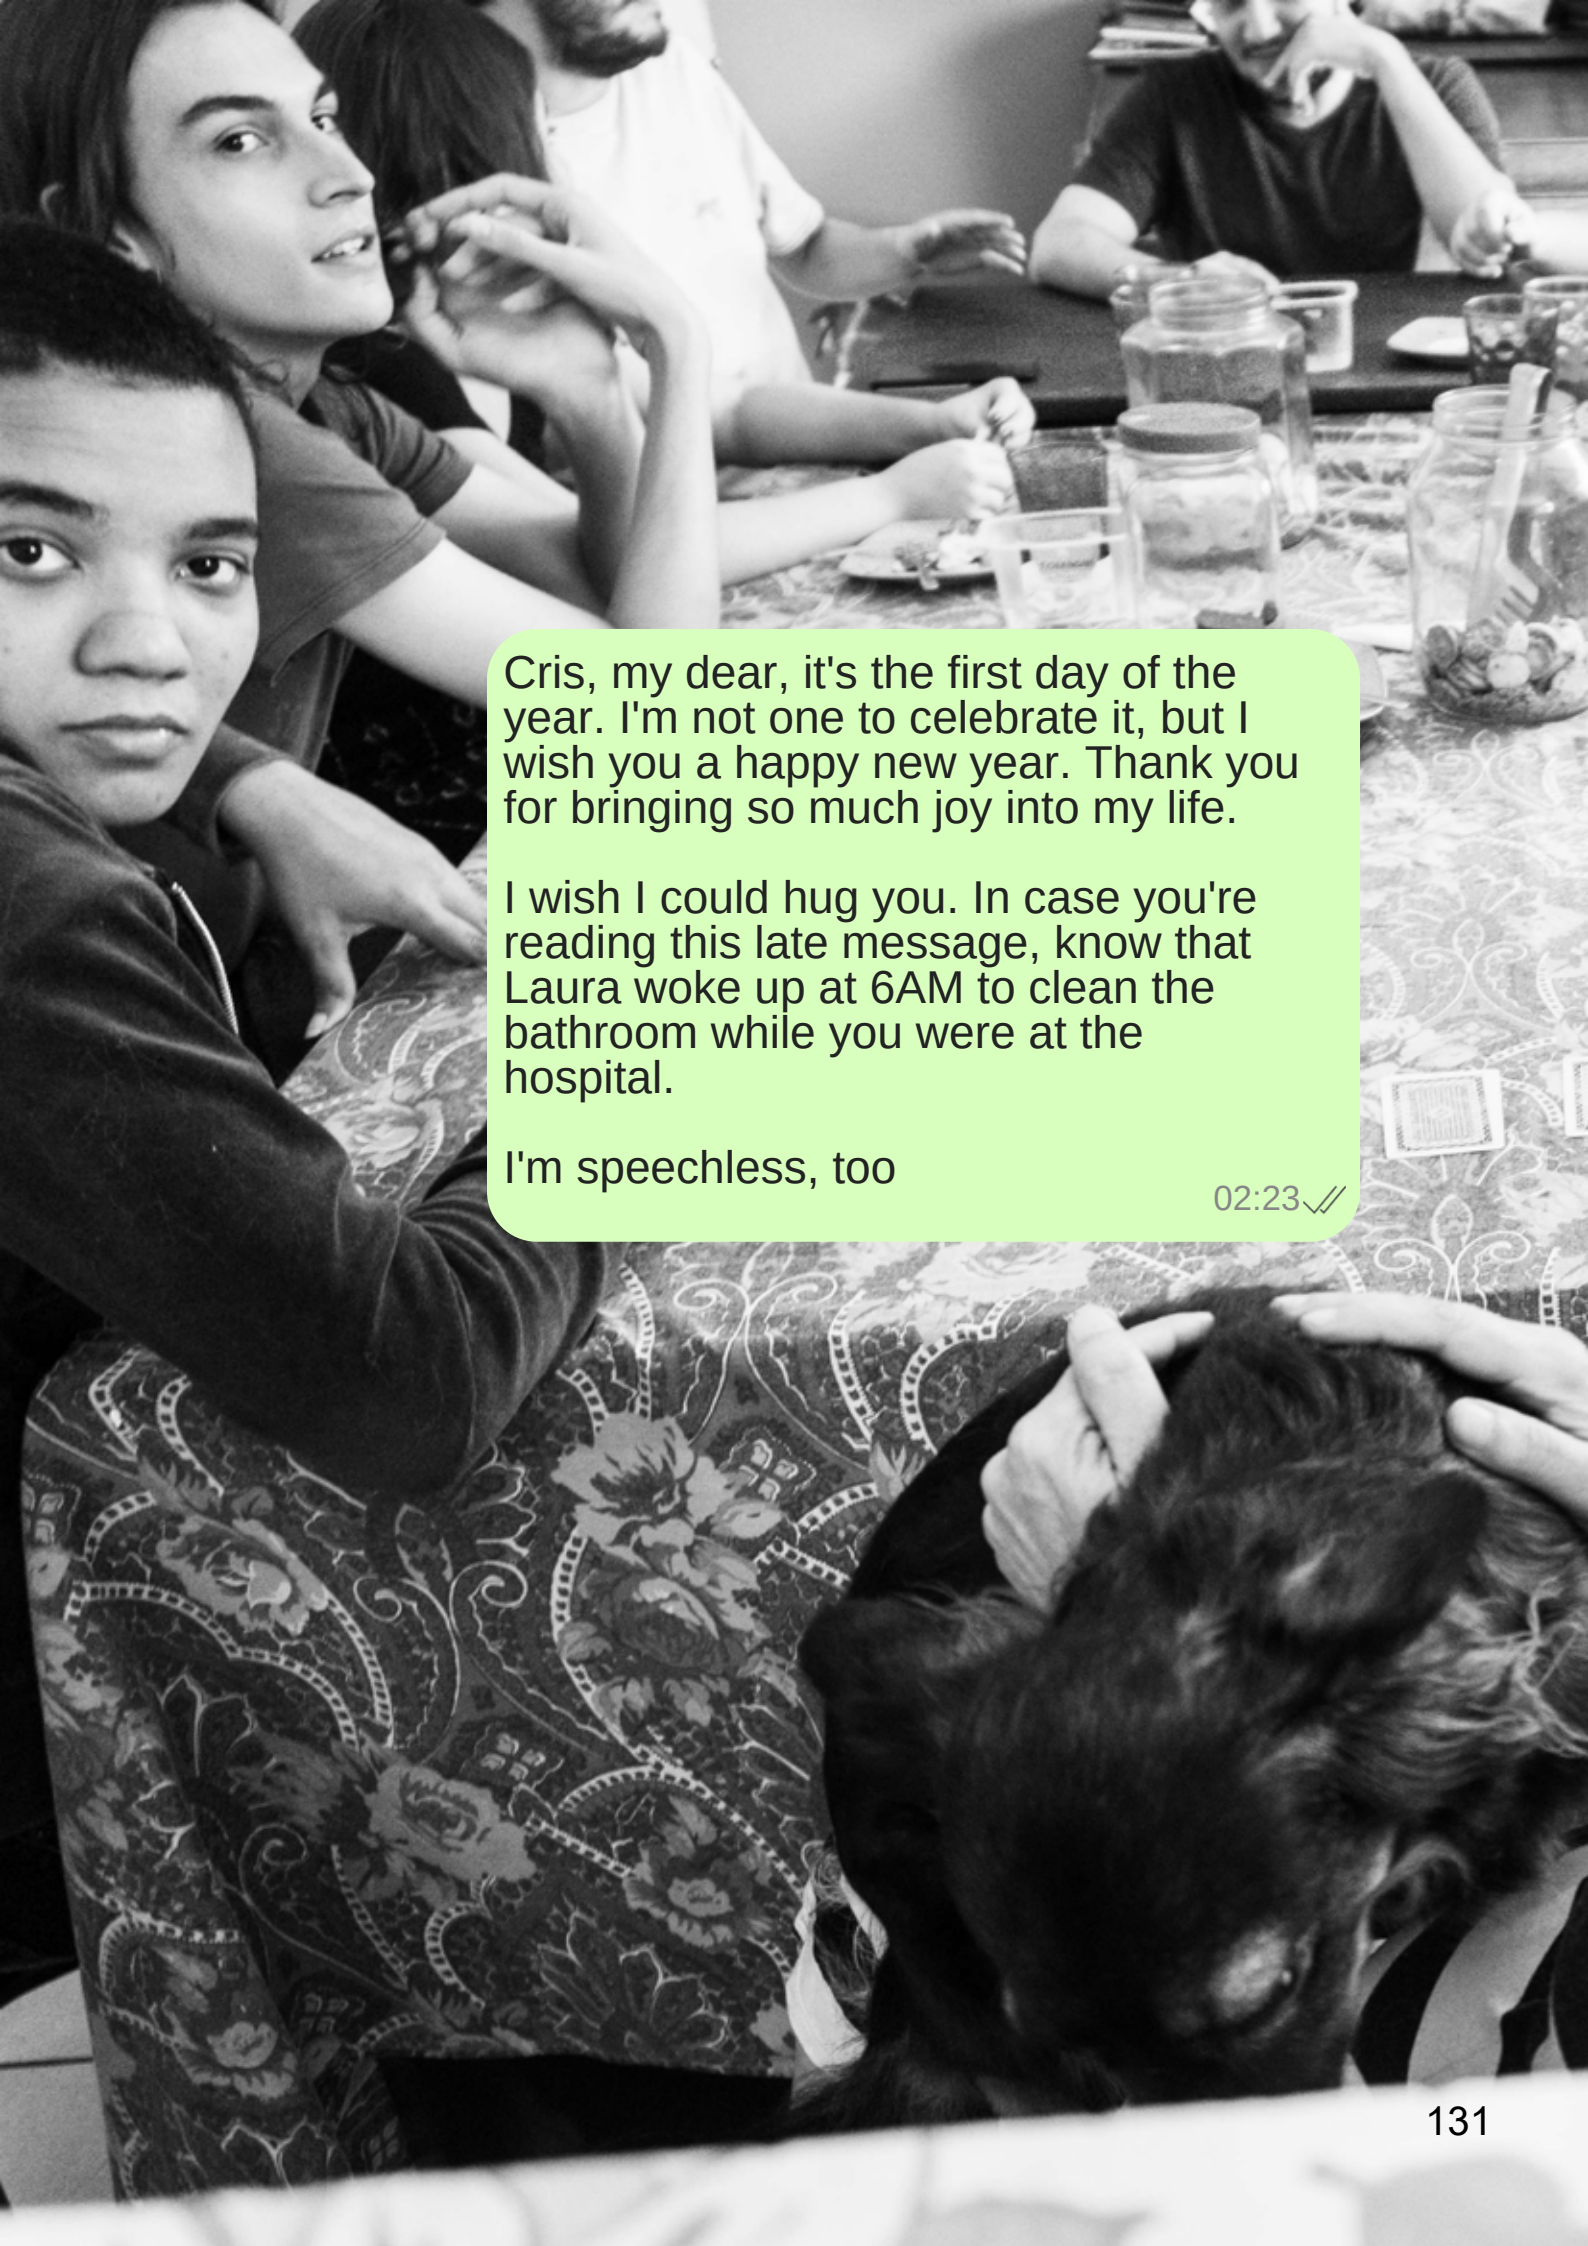 Cris, my dear, it's the first day of the
year. I'm not one to celebrate it, but I
wish you a happy new year. Thank you
for bringing so much joy into my life.
I wish I could hug you. In case you're
reading this late message, know that
Laura woke up at 6AM to clean the
bathroom while you were at the
hospital.
I'm speechless, too
02:23
131